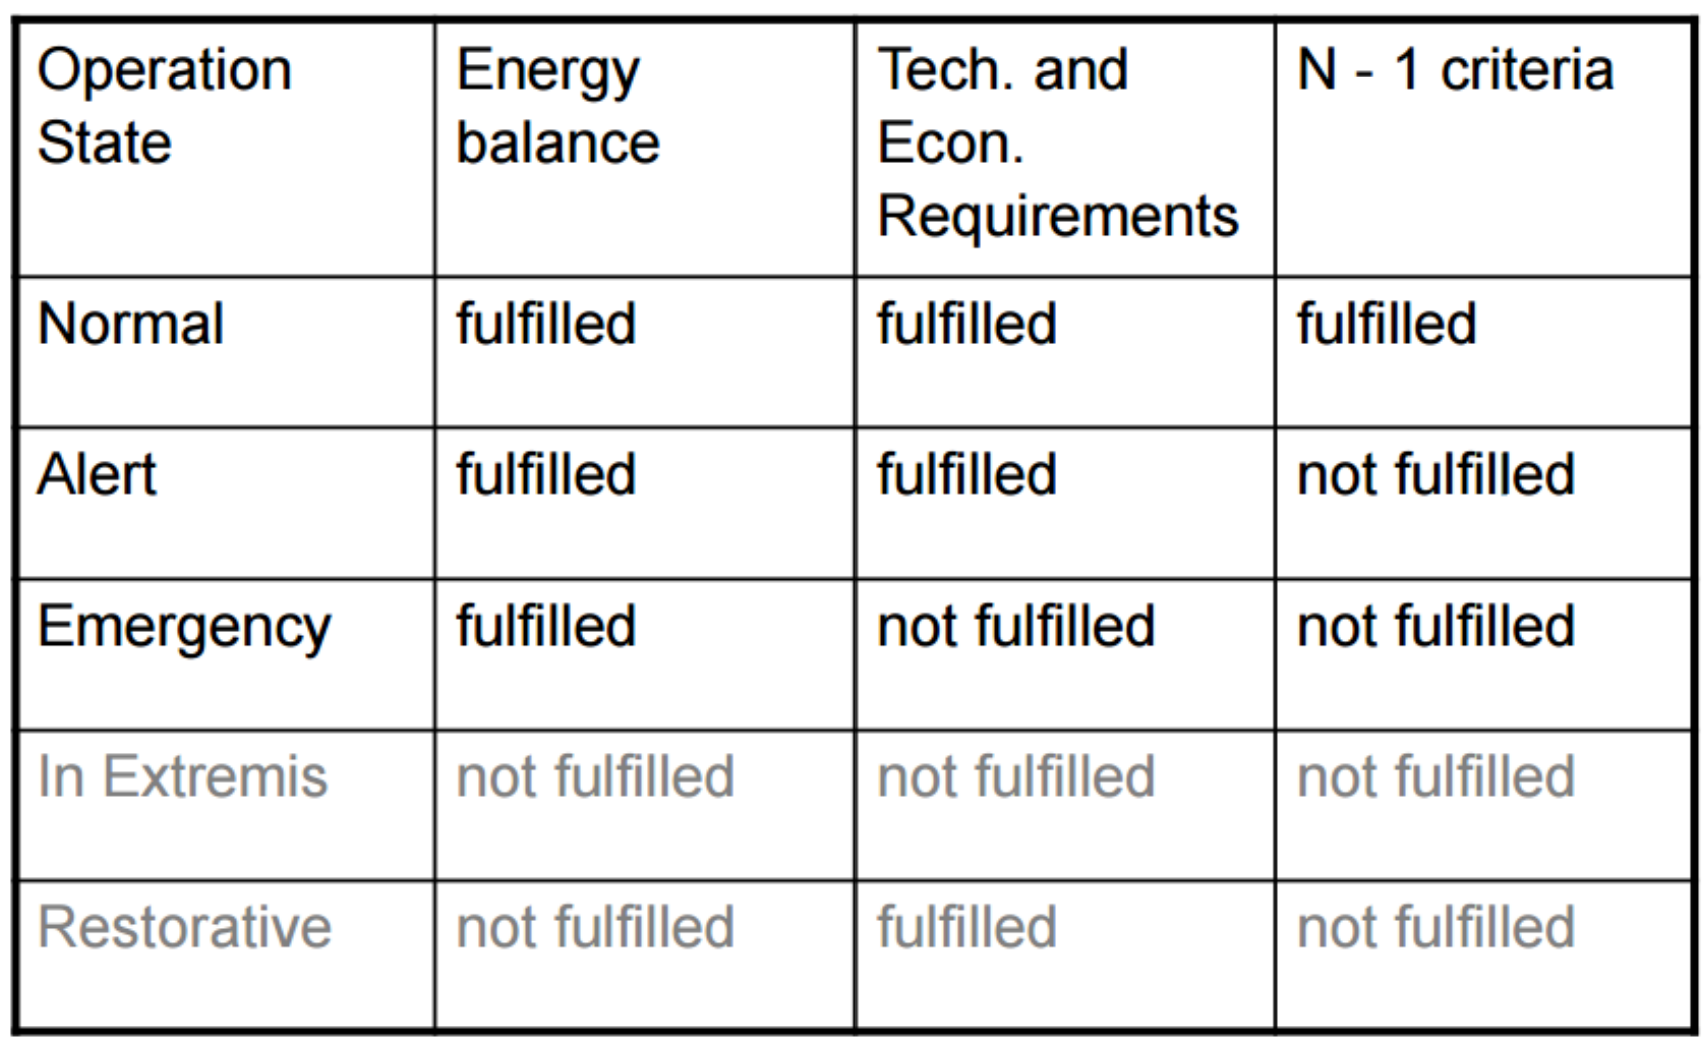 Operation State
Energy balance
Tech. and Econ. Requirements
N - 1 criteria
Normal
fulfilled
fulfilled
fulfilled
Alert
fulfilled
fulfilled
not fulfilled
Emergency
fulfilled
not fulfilled
not fulfilled
In Extremis
not fulfilled
not fulfilled
not fulfilled
Restorative
not fulfilled
fulfilled
not fulfilled